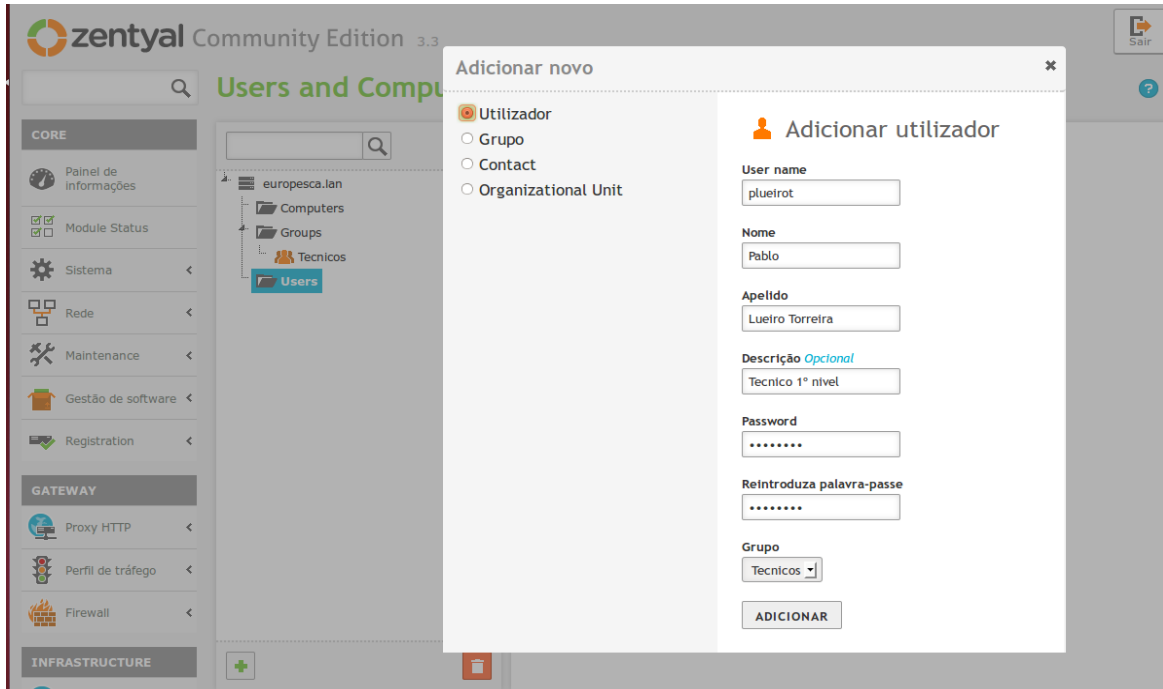 zentyal Community Edition 3.3
Sair
Users and Compu
CORE
Painel de
informações
Module Status
Sistema
Rede
Maintenance
Gestão de software
Registration
GATEWAY
Proxy HTTP
Perfil de tráfego
Firewall
INFRASTRUCTURE
europesca.lan
Computers
Groups
Tecnicos
Users
Adicionar novo
Utilizador
Grupo
Contact
Organizational Unit
Adicionar utilizador
User name
plueirot
Nome
Pablo
Apelido
Lueiro Torreira
Descrição Opcional
Tecnico 1º nivel
Password
••••••••
Reintroduza palavra-passe
••••••••
Grupo
Tecnicos
ADICIONAR